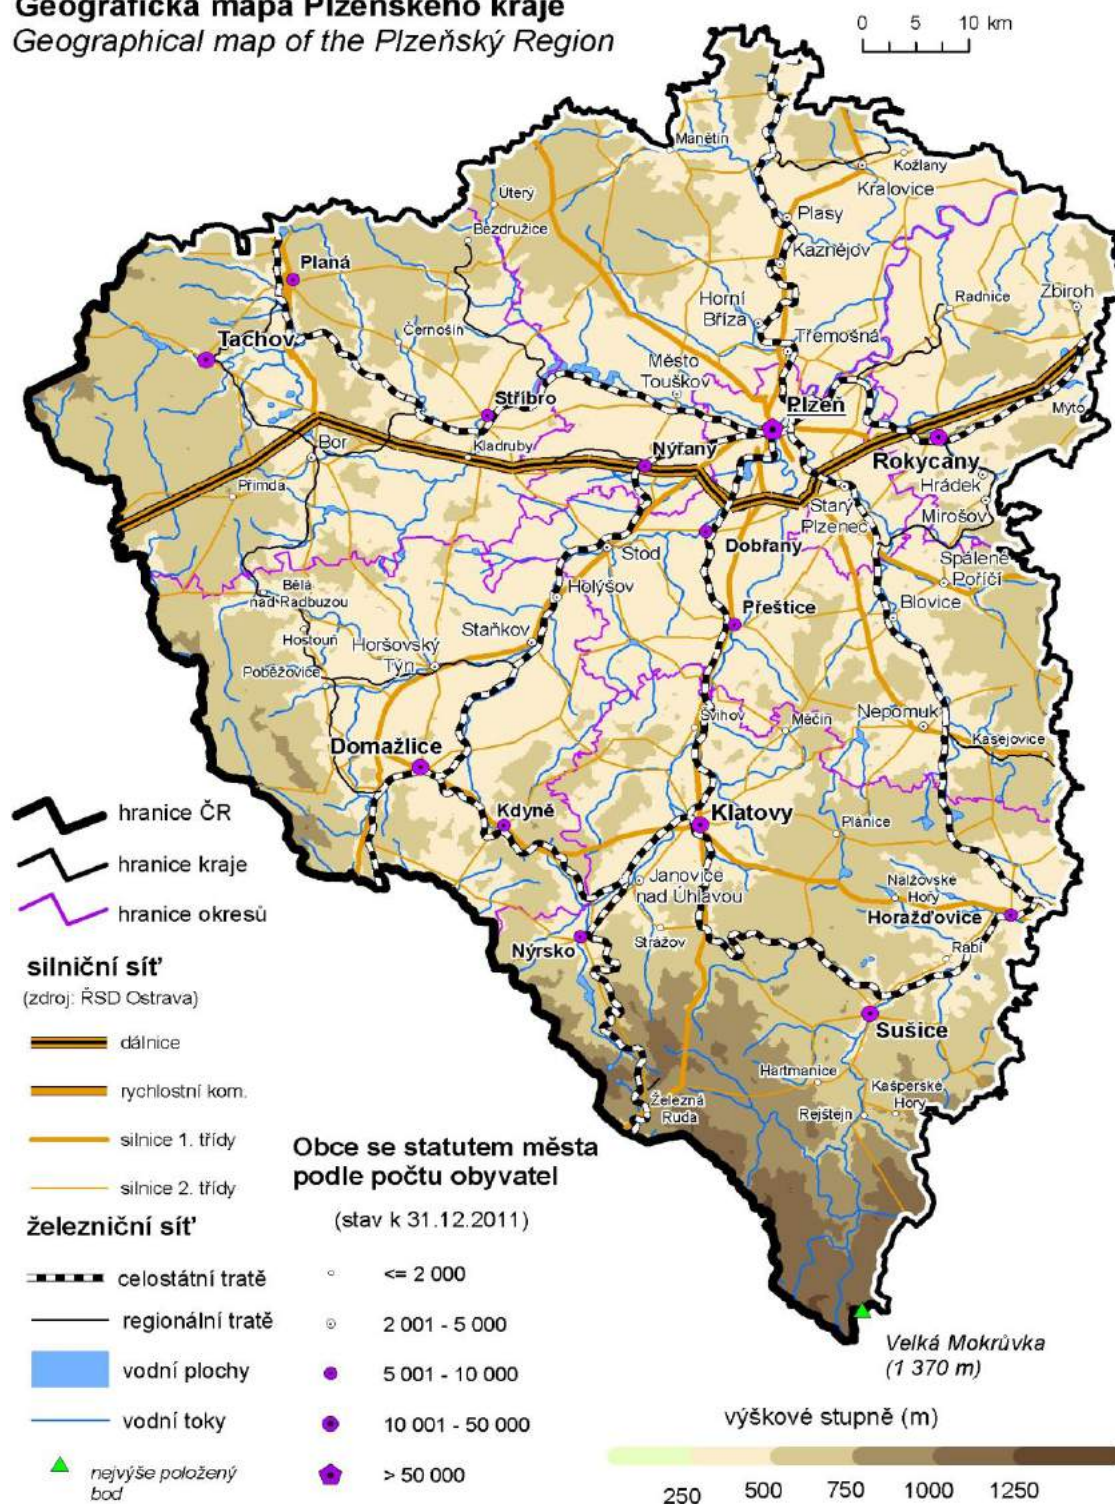 Geografická mapa Plzeňského kraje
Geographical map of the Plzeňský Region
0 5 10 km
Manětín
Kožlany
Kralovice
Úterý
Plasy
Bezdružice
Kaznějov
Planá
Horní
Bříza
Radnice
Zbiroh
Černošín
Třemošná
Tachov
Město
Touškov
Stříbro
Plzeň
Mýto
Kladruby
Nýřany
Bor
Rokycany
Hrádek
Přimda
Starý
Plzenec
Mirošov
Dobřany
Stod
Spálené
Poříčí
Holýšov
Bělá
nad Radbuzou
Blovice
Přeštice
Staňkov
Hostouň
Horšovský
Týn
Poběžovice
Švihov
Měčín
Nepomuk
Kasejovice
Domažlice
Kdyně
Klatovy
Plánice
Janovice
nad Úhlavou
Nalžovské
Hory
Horažďovice
Nýrsko
Strážov
Rabí
Sušice
Hartmanice
Kašperské
Hory
Železná
Ruda
Rejštejn
Velká Mokrůvka
(1 370 m)
hranice ČR
hranice kraje
hranice okresů
silniční síť
(zdroj: ŘSD Ostrava)
dálnice
rychlostní kom.
silnice 1. třídy
silnice 2. třídy
železniční síť
celostátní tratě
regionální tratě
vodní plochy
vodní toky
nejvýše položený
bod
Obce se statutem města
podle počtu obyvatel
(stav k 31.12.2011)
<= 2 000
2 001 - 5 000
5 001 - 10 000
10 001 - 50 000
> 50 000
výškové stupně (m)
250 500 750 1000 1250